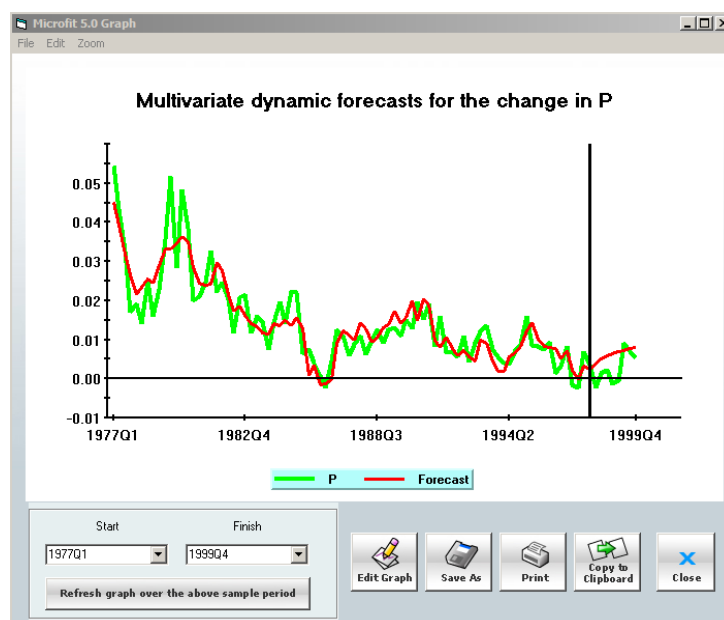 Microfit 5.0 Graph
File Edit Zoom
Multivariate dynamic forecasts for the change in P
0.05
0.04
0.03
0.02
0.01
0.00
-0.01
1977Q1 1982Q4 1988Q3 1994Q2 1999Q4
P Forecast
Start Finish
1977Q1 1999Q4
Refresh graph over the above sample period
Edit Graph
Save As
Print
Copy to
Clipboard
Close